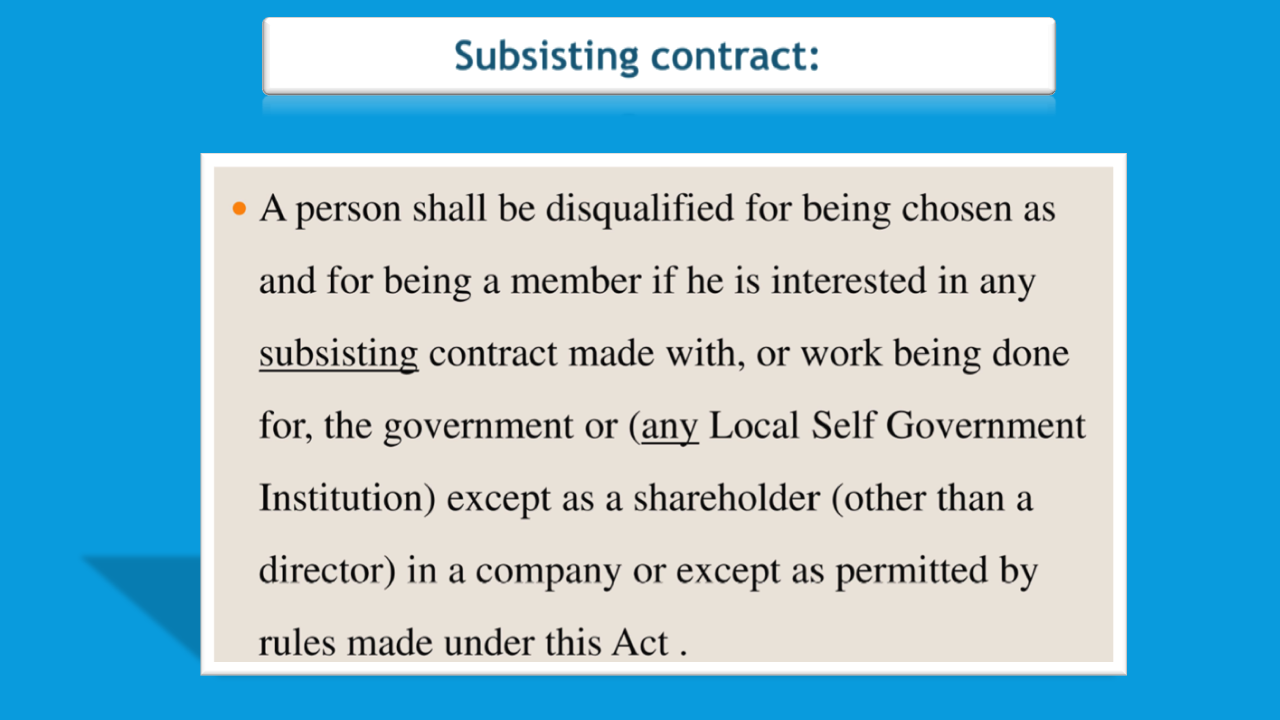 Subsisting contract:
• A person shall be disqualified for being chosen as
and for being a member if he is interested in any
subsisting contract made with, or work being done
for, the government or (any Local Self Government
Institution) except as a shareholder (other than a
director) in a company or except as permitted by
rules made under this Act .